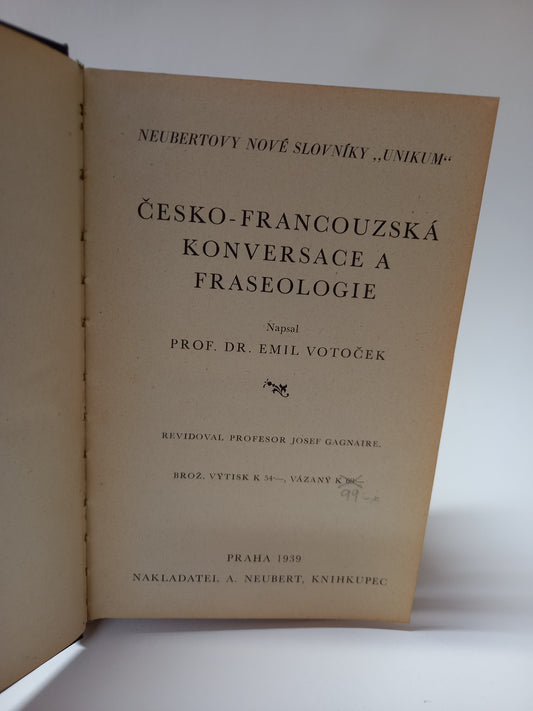 NEUBERTOVY NOVÉ SLOVNÍKY „UNIKUM“
ČESKO-FRANCOUZSKÁ
KONVERSACE A
FRASEOLOGIE
Napsal
PROF. DR. EMIL VOTOČEK
REVIDOVAL PROFESOR JOSEF GAGNAIRE.
BROŽ. VÝTISK K 54—, VÁZANÝ K
99-
PRAHA 1939
NAKLADATEL A. NEUBERT, KNIHKUPEC